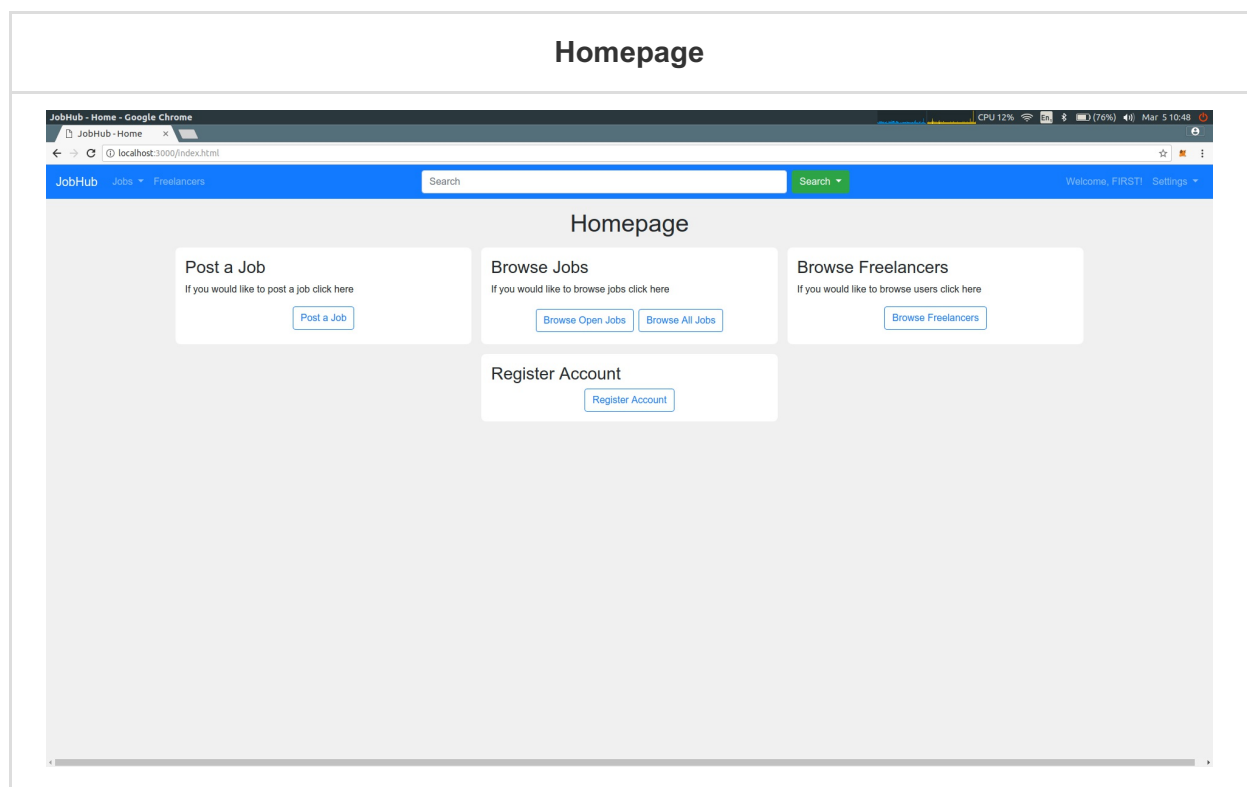 Homepage
JobHub - Home - Google Chrome
CPU 12% En (76%) Mar 5 10:48
JobHub - Home ×
localhost:3000/index.html
JobHub Jobs Freelancers Search Search Welcome, FIRST! Settings
Homepage
Post a Job
If you would like to post a job click here
Post a Job
Browse Jobs
If you would like to browse jobs click here
Browse Open Jobs Browse All Jobs
Browse Freelancers
If you would like to browse users click here
Browse Freelancers
Register Account
Register Account